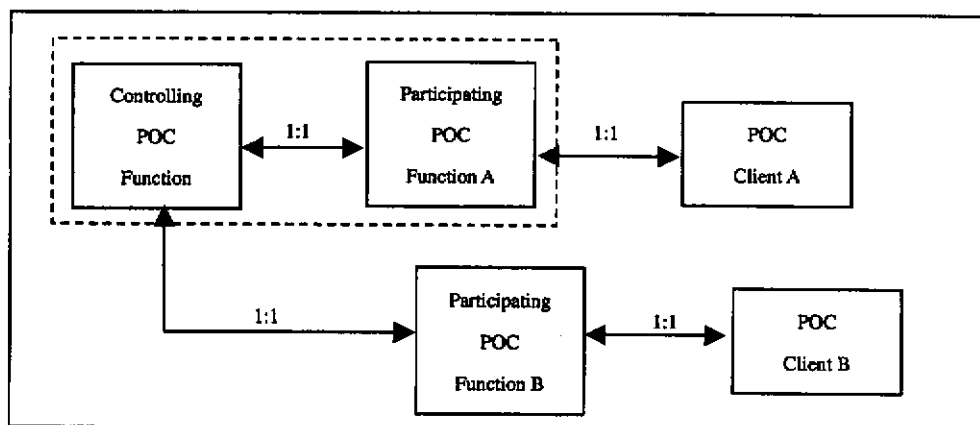 Controlling
POC
Function
1:1
Participating
POC
Function A
1:1
POC
Client A
1:1
Participating
POC
Function B
1:1
POC
Client B